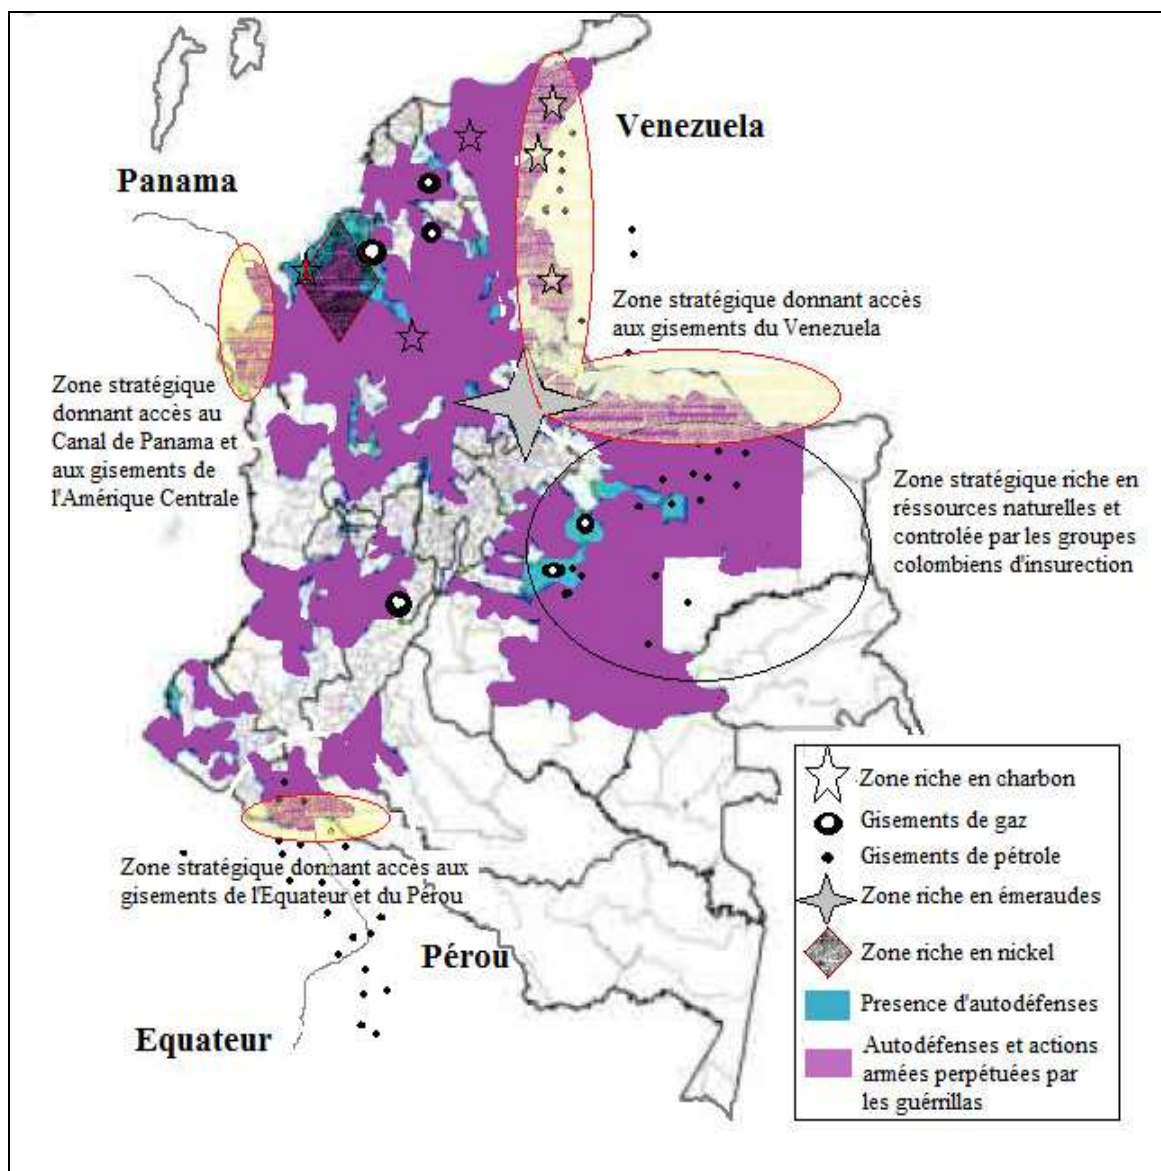 Venezuela
Panama
Zone stratégique donnant accès
aux gisements du Venezuela
Zone stratégique
donnant accès au
Canal de Panama et
aux gisements de
l'Amérique Centrale
Zone stratégique riche en
réssources naturelles et
controlée par les groupes
colombiens d'insurection
Zone stratégique donnant accès aux
gisements de l'Equateur et du Pérou
Pérou
Equateur
Zone riche en charbon
Gisements de gaz
Gisements de pétrole
Zone riche en émeraudes
Zone riche en nickel
Presence d'autodéfenses
Autodéfenses et actions
armées perpétuées par
les guérrillas